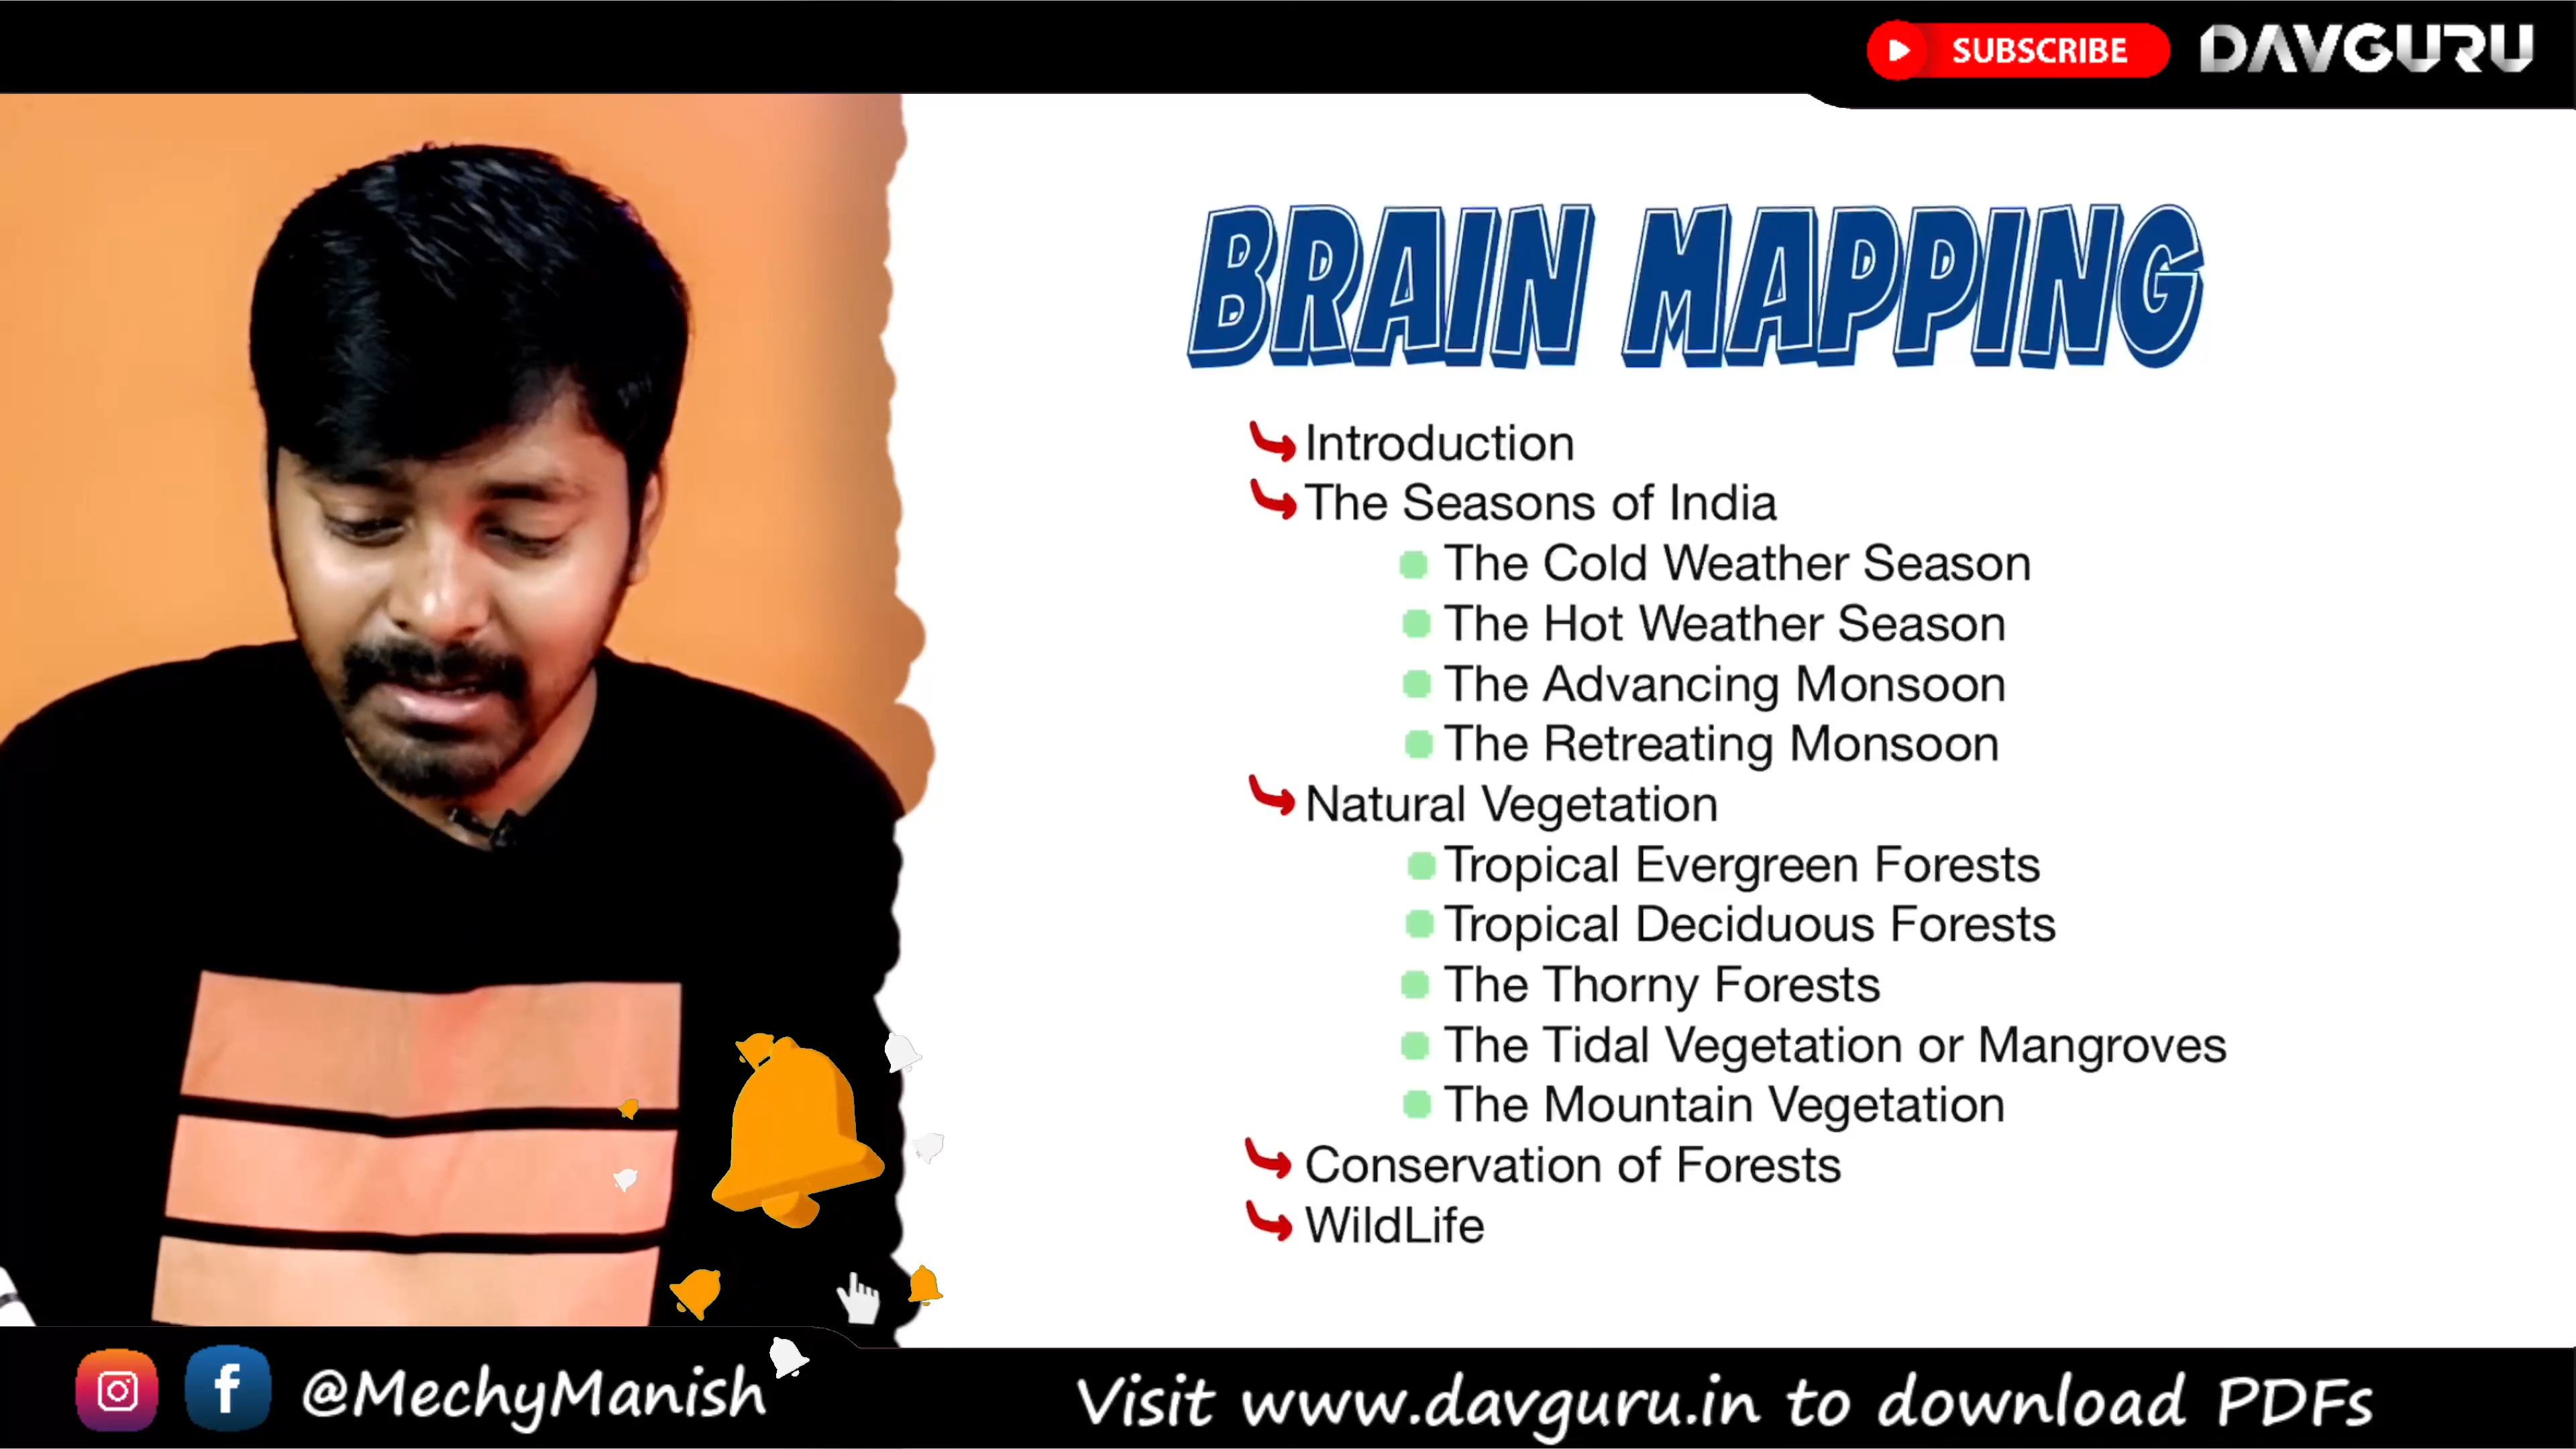 SUBSCRIBE DAVGURU
BRAIN MAPPING
Introduction
The Seasons of India
The Cold Weather Season
The Hot Weather Season
The Advancing Monsoon
The Retreating Monsoon
Natural Vegetation
Tropical Evergreen Forests
Tropical Deciduous Forests
The Thorny Forests
The Tidal Vegetation or Mangroves
The Mountain Vegetation
Conservation of Forests
WildLife
@MechyManish
Visit www.davguru.in to download PDFs